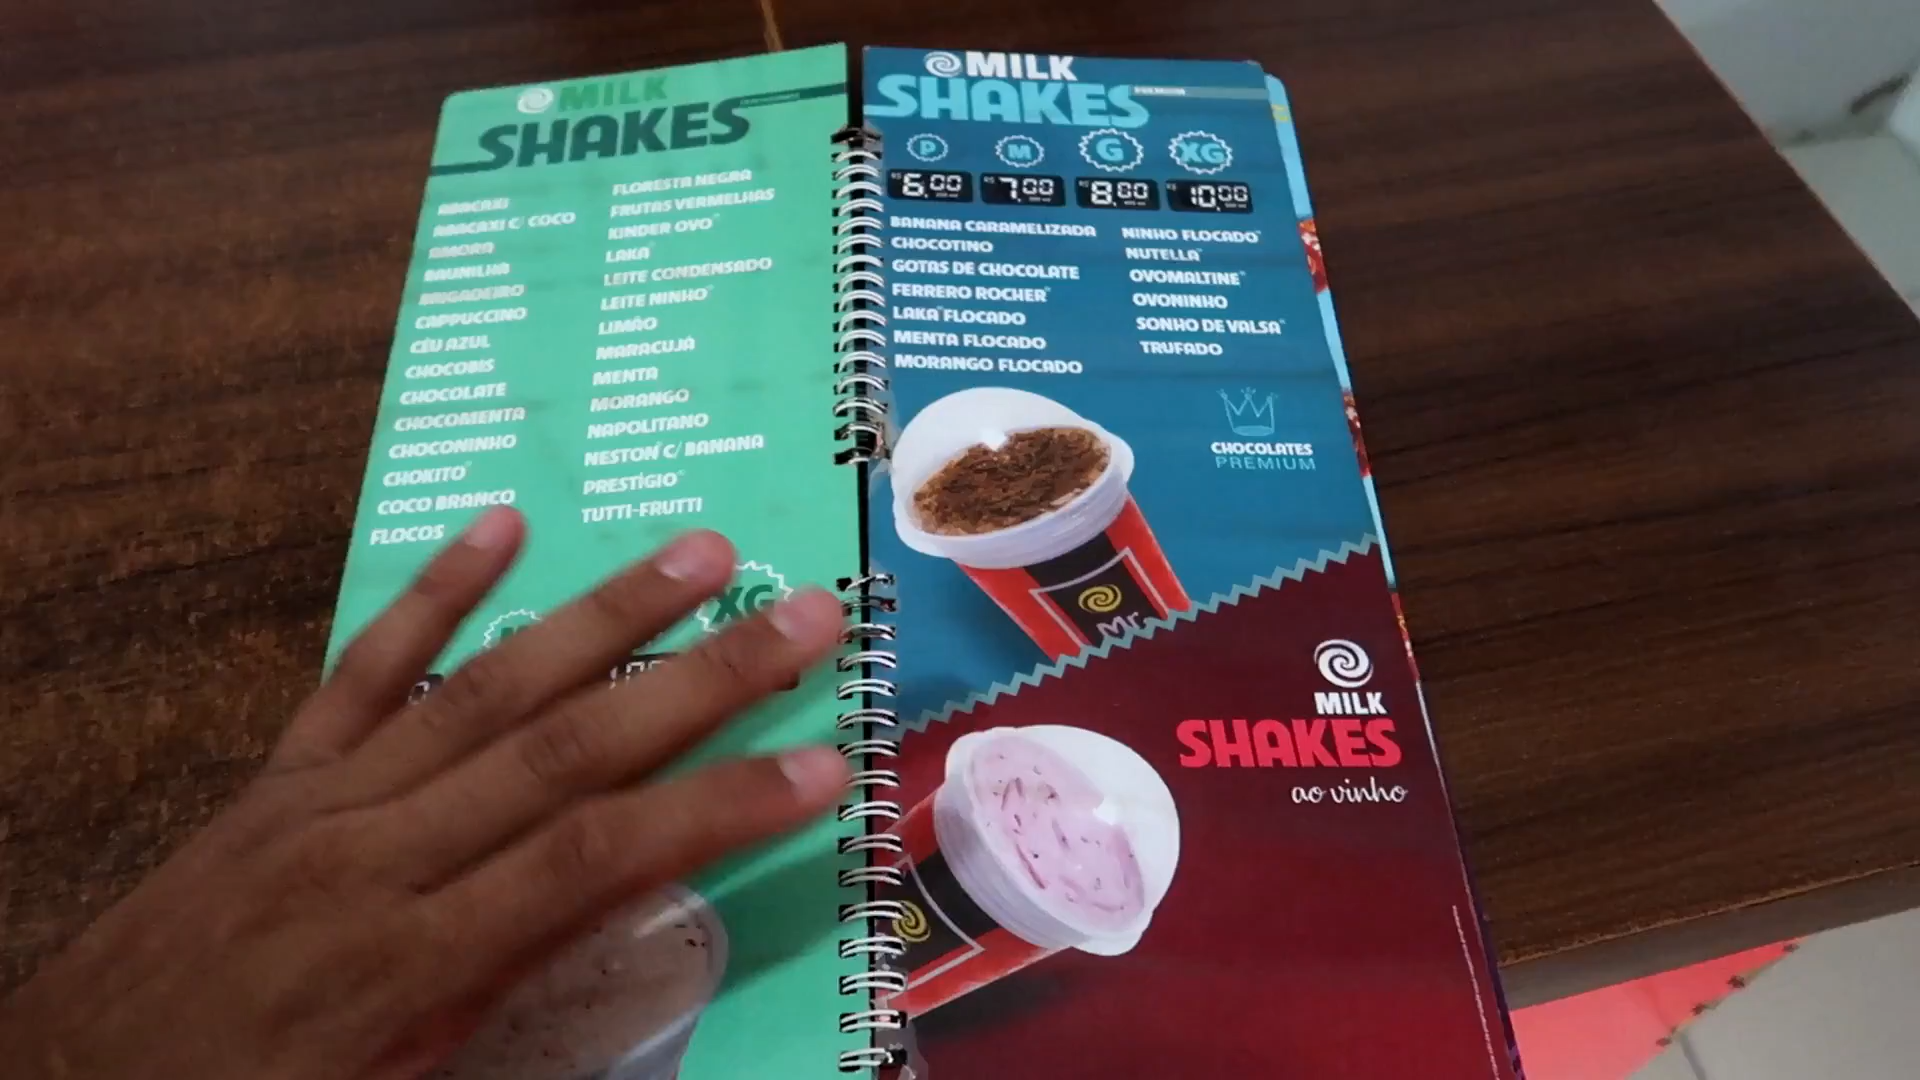 MILK
SHAKES
ABACAXI
ABACAXI C/ COCO
AMORA
BAUNILHA
BRIGADEIRO
CAPPUCCINO
CÉU AZUL
CHOCOBIS
CHOCOLATE
CHOCOMENTA
CHOCONINHO
CHOKITO
COCO BRANCO
FLOCOS
FLORESTA NEGRA
FRUTAS VERMELHAS
KINDER OVO
LAKA
LEITE CONDENSADO
LEITE NINHO
LIMÃO
MARACUJÁ
MENTA
MORANGO
NAPOLITANO
NESTON C/ BANANA
PRESTÍGIO
TUTTI-FRUTTI
XG
MILK
SHAKES
PREMIUM
P M G XG
R$ 6,00 R$ 7,00 R$ 8,00 R$ 10,00
BANANA CARAMELIZADA
CHOCOTINO
GOTAS DE CHOCOLATE
FERRERO ROCHER
LAKA FLOCADO
MENTA FLOCADO
MORANGO FLOCADO
NINHO FLOCADO
NUTELLA
OVOMALTINE
OVONINHO
SONHO DE VALSA
TRUFADO
CHOCOLATES
PREMIUM
Mr.
MILK
SHAKES
ao vinho